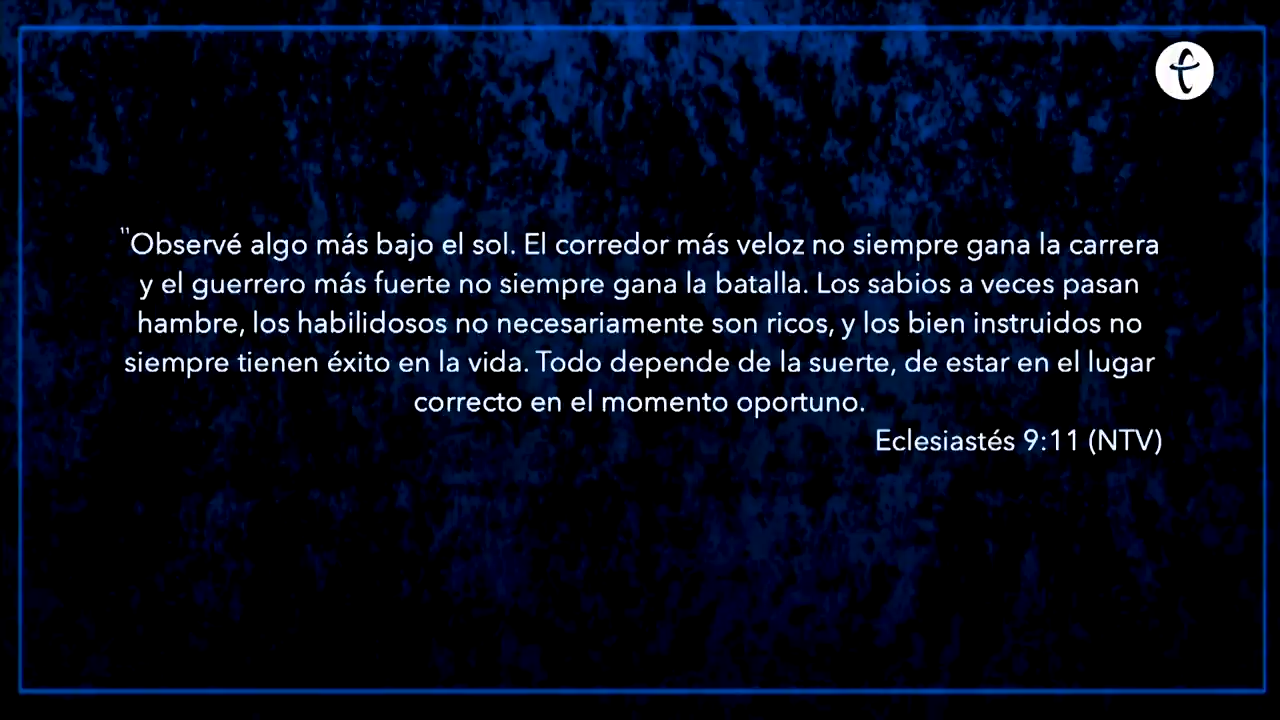 "Observé algo más bajo el sol. El corredor más veloz no siempre gana la carrera
y el guerrero más fuerte no siempre gana la batalla. Los sabios a veces pasan
hambre, los habilidosos no necesariamente son ricos, y los bien instruidos no
siempre tienen éxito en la vida. Todo depende de la suerte, de estar en el lugar
correcto en el momento oportuno.
Eclesiastés 9:11 (NTV)